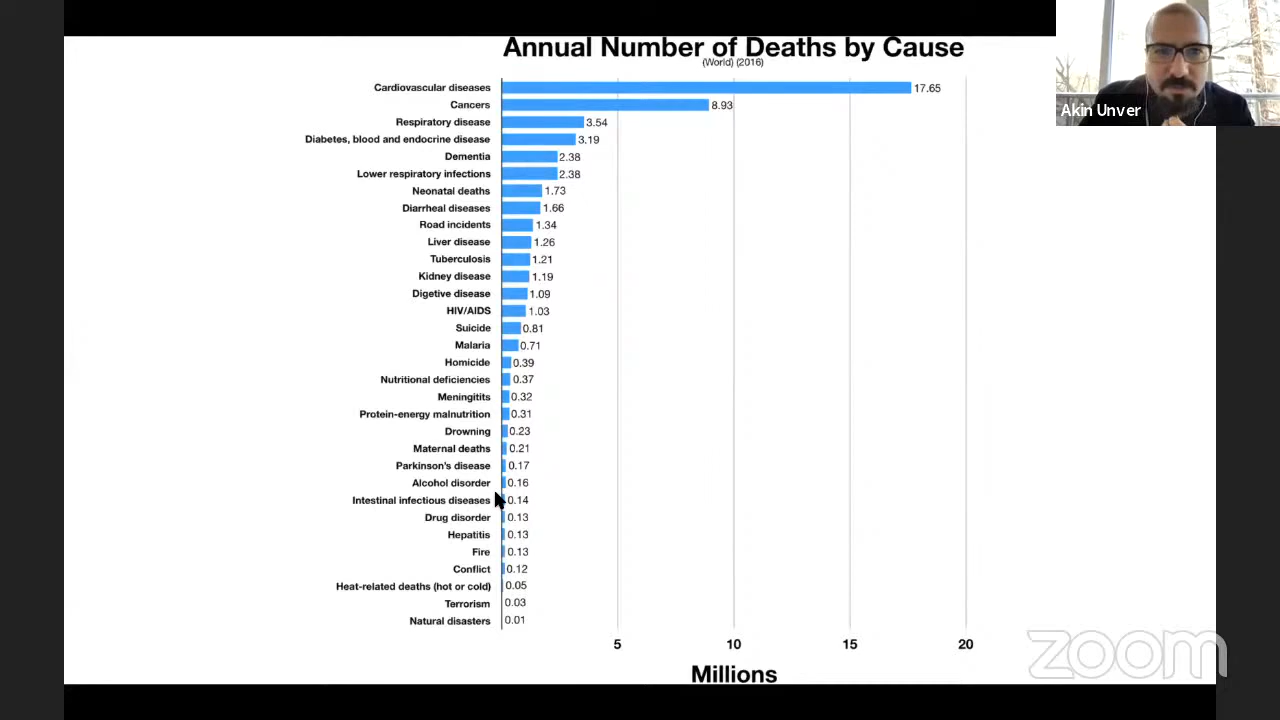 Annual Number of Deaths by Cause
(World) (2016)
Akin Unver
Cardiovascular diseases 17.65
Cancers 8.93
Respiratory disease 3.54
Diabetes, blood and endocrine disease 3.19
Dementia 2.38
Lower respiratory infections 2.38
Neonatal deaths 1.73
Diarrheal diseases 1.66
Road incidents 1.34
Liver disease 1.26
Tuberculosis 1.21
Kidney disease 1.19
Digetive disease 1.09
HIV/AIDS 1.03
Suicide 0.81
Malaria 0.71
Homicide 0.39
Nutritional deficiencies 0.37
Meningitits 0.32
Protein-energy malnutrition 0.31
Drowning 0.23
Maternal deaths 0.21
Parkinson's disease 0.17
Alcohol disorder 0.16
Intestinal infectious diseases 0.14
Drug disorder 0.13
Hepatitis 0.13
Fire 0.13
Conflict 0.12
Heat-related deaths (hot or cold) 0.05
Terrorism 0.03
Natural disasters 0.01
5 10 15 20
Millions
zoom